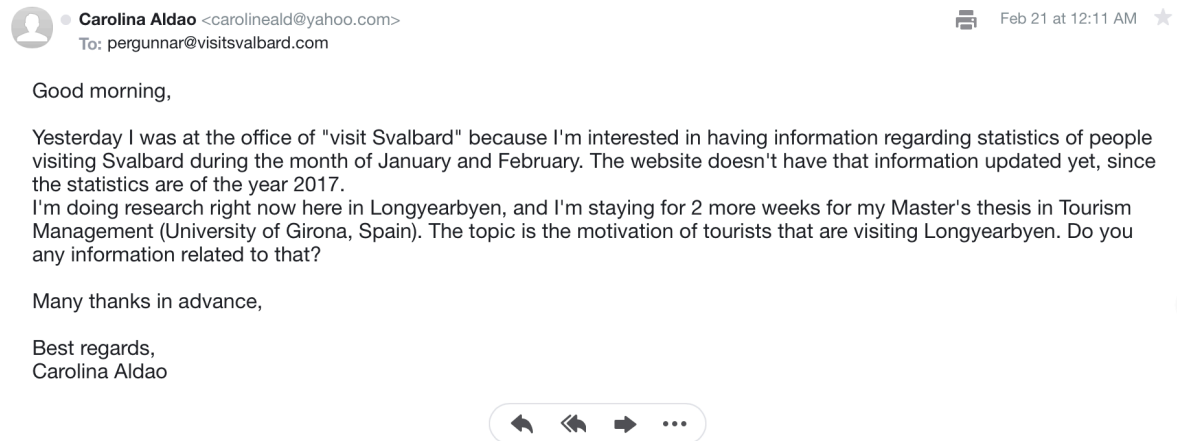 Carolina Aldao <carolineald@yahoo.com>
Feb 21 at 12:11 AM
To: pergunnar@visitsvalbard.com
Good morning,
Yesterday I was at the office of "visit Svalbard" because I'm interested in having information regarding statistics of people
visiting Svalbard during the month of January and February. The website doesn't have that information updated yet, since
the statistics are of the year 2017.
I'm doing research right now here in Longyearbyen, and I'm staying for 2 more weeks for my Master's thesis in Tourism
Management (University of Girona, Spain). The topic is the motivation of tourists that are visiting Longyearbyen. Do you
any information related to that?
Many thanks in advance,
Best regards,
Carolina Aldao